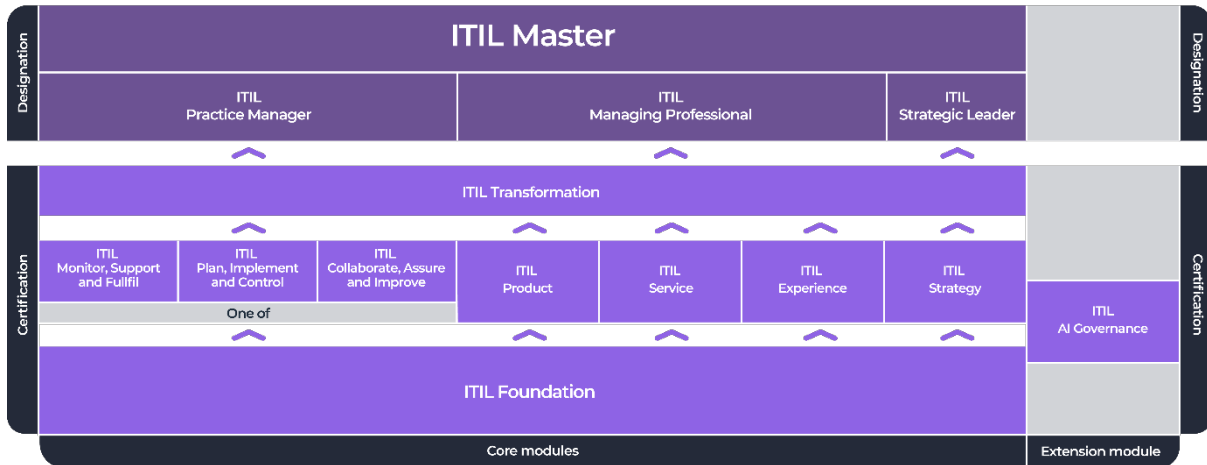 Designation
ITIL Master
Designation
ITIL
Practice Manager
ITIL
Managing Professional
ITIL
Strategic Leader
Certification
ITIL Transformation
Certification
ITIL
Monitor, Support
and Fullfil
ITIL
Plan, Implement
and Control
ITIL
Collaborate, Assure
and Improve
One of
ITIL
Product
ITIL
Service
ITIL
Experience
ITIL
Strategy
ITIL
AI Governance
ITIL Foundation
Core modules
Extension module